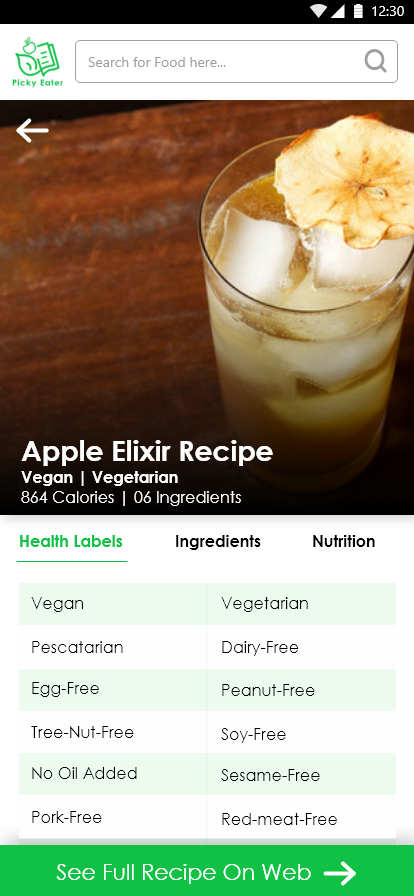 12:30
Picky Eater
Search for Food here...
Apple Elixir Recipe
Vegan | Vegetarian
864 Calories | 06 Ingredients
Health Labels Ingredients Nutrition
Vegan Vegetarian
Pescatarian Dairy-Free
Egg-Free Peanut-Free
Tree-Nut-Free Soy-Free
No Oil Added Sesame-Free
Pork-Free Red-meat-Free
See Full Recipe On Web